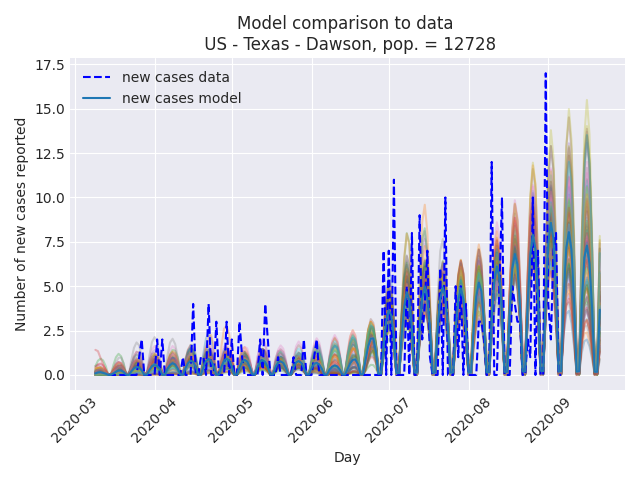 Model comparison to data
US - Texas - Dawson, pop. = 12728
new cases data
new cases model
Number of new cases reported
17.5
15.0
12.5
10.0
7.5
5.0
2.5
0.0
2020-03
2020-04
2020-05
2020-06
2020-07
2020-08
2020-09
Day